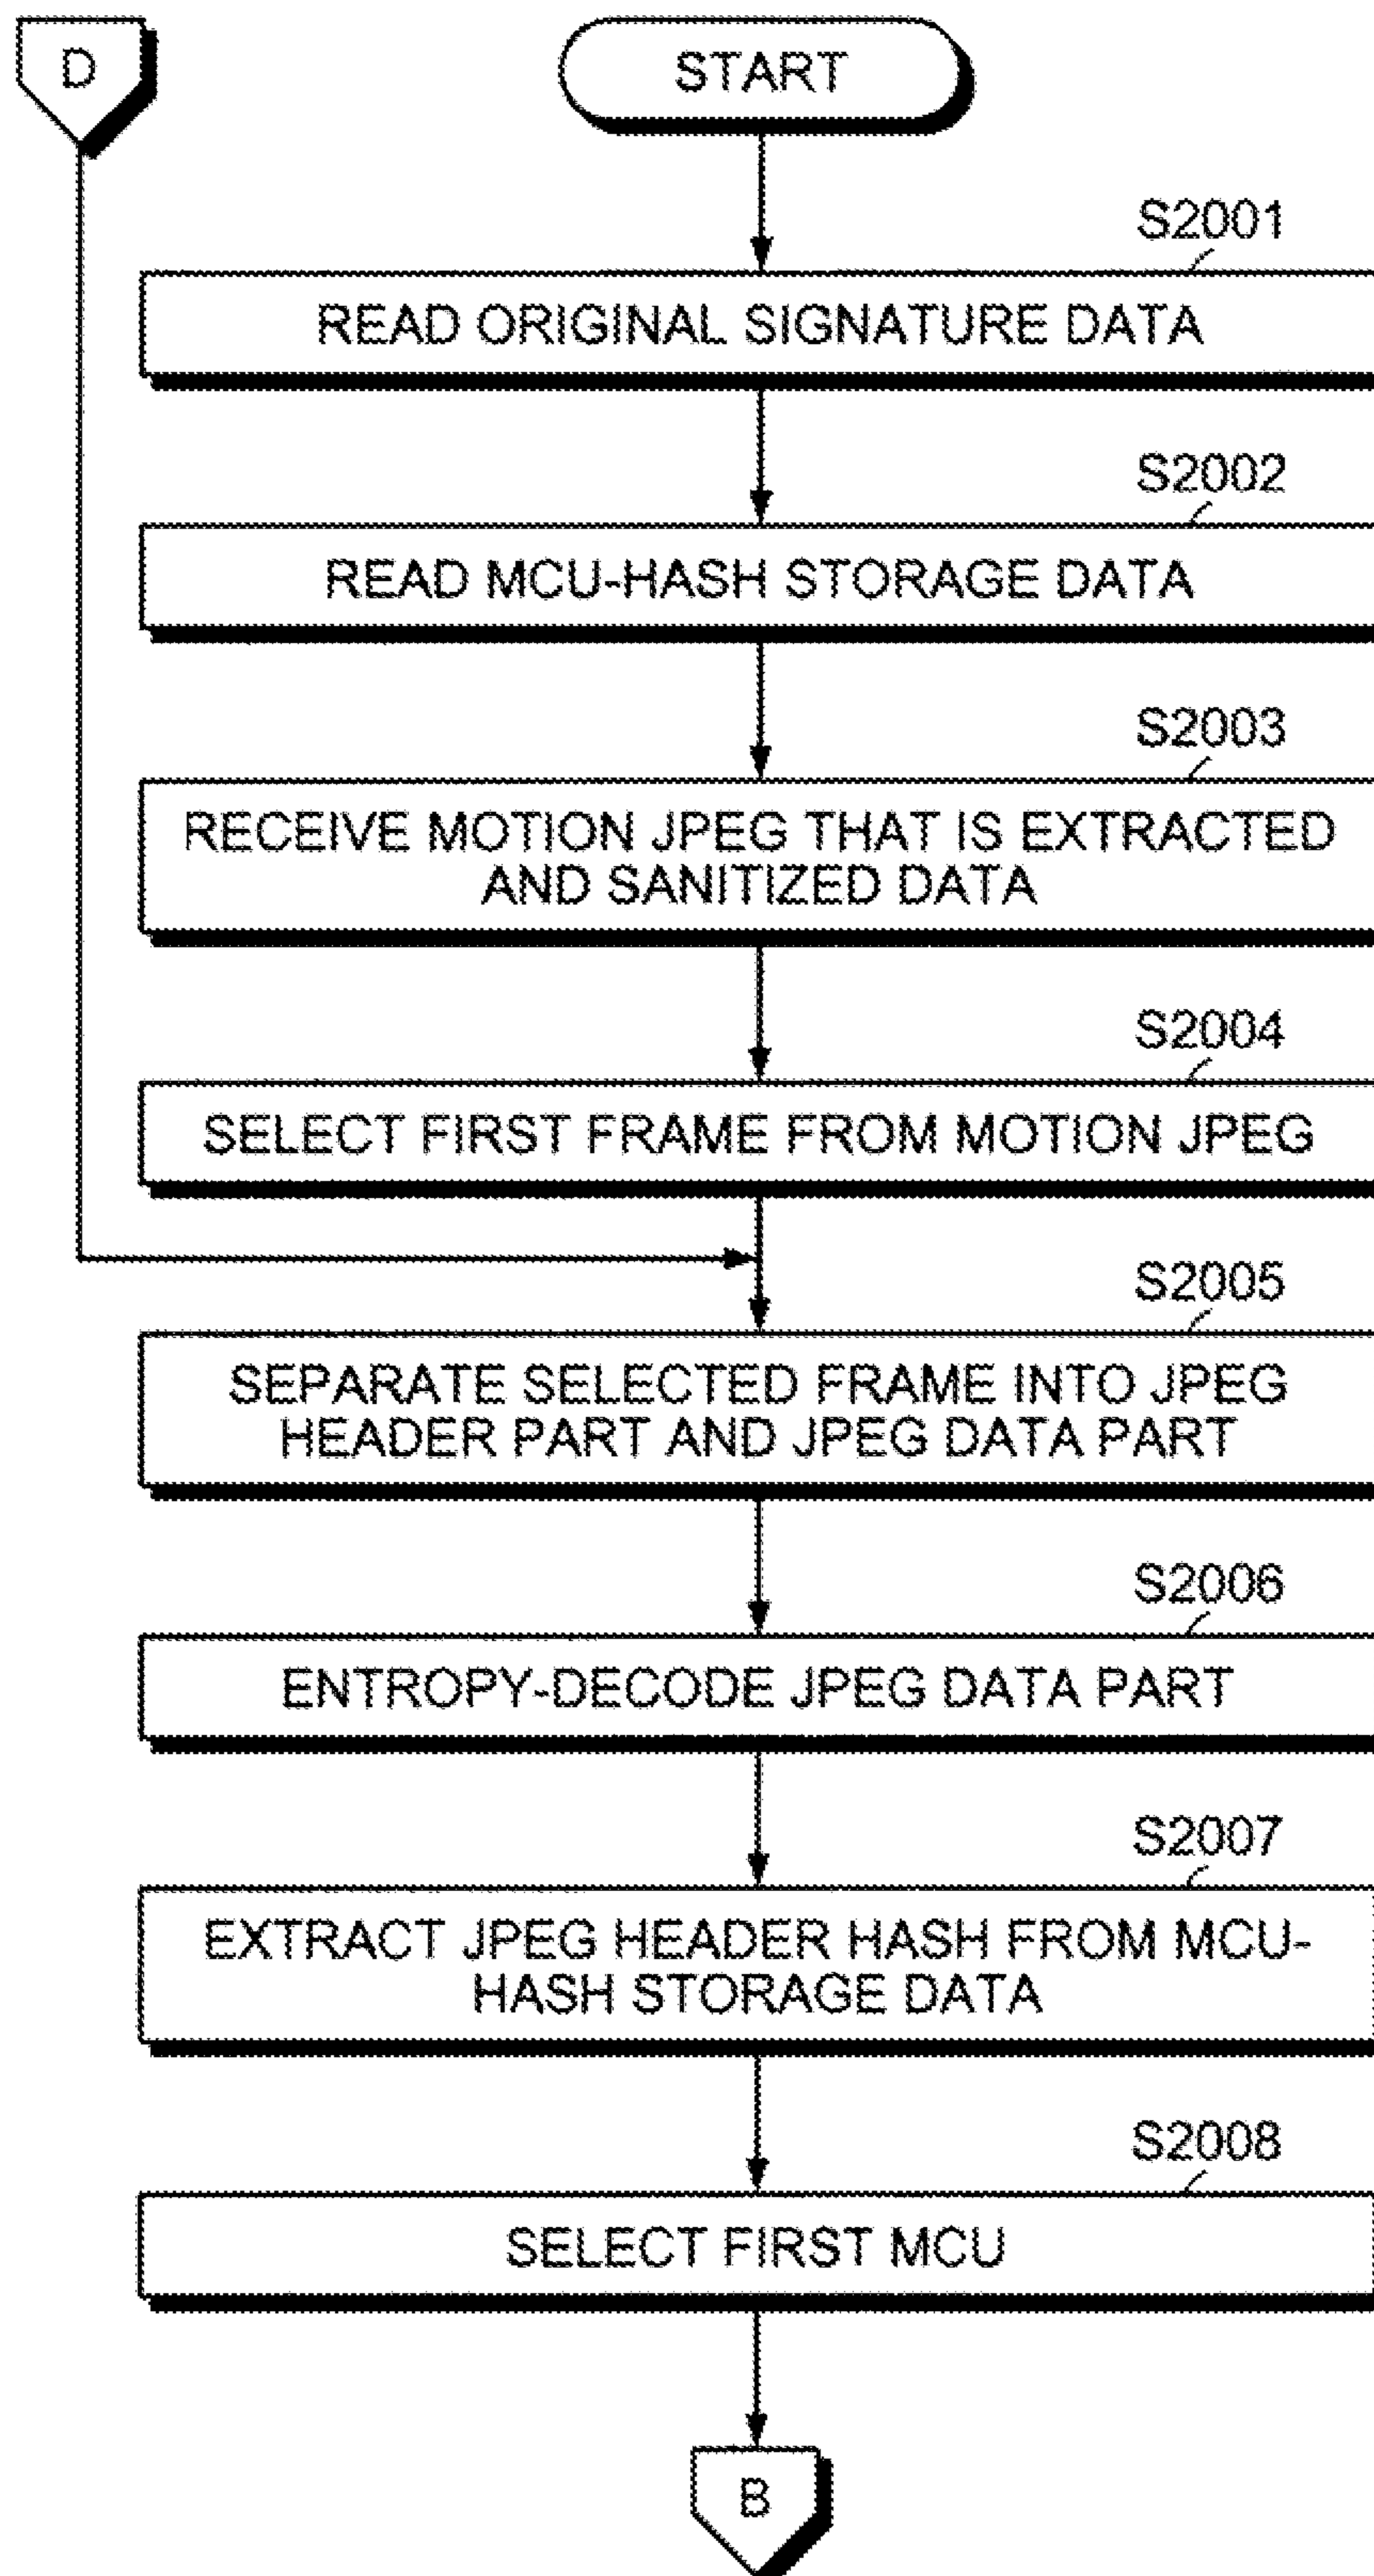 D
START
S2001
READ ORIGINAL SIGNATURE DATA
S2002
READ MCU-HASH STORAGE DATA
S2003
RECEIVE MOTION JPEG THAT IS EXTRACTED
AND SANITIZED DATA
S2004
SELECT FIRST FRAME FROM MOTION JPEG
S2005
SEPARATE SELECTED FRAME INTO JPEG
HEADER PART AND JPEG DATA PART
S2006
ENTROPY-DECODE JPEG DATA PART
S2007
EXTRACT JPEG HEADER HASH FROM MCU-
HASH STORAGE DATA
S2008
SELECT FIRST MCU
B